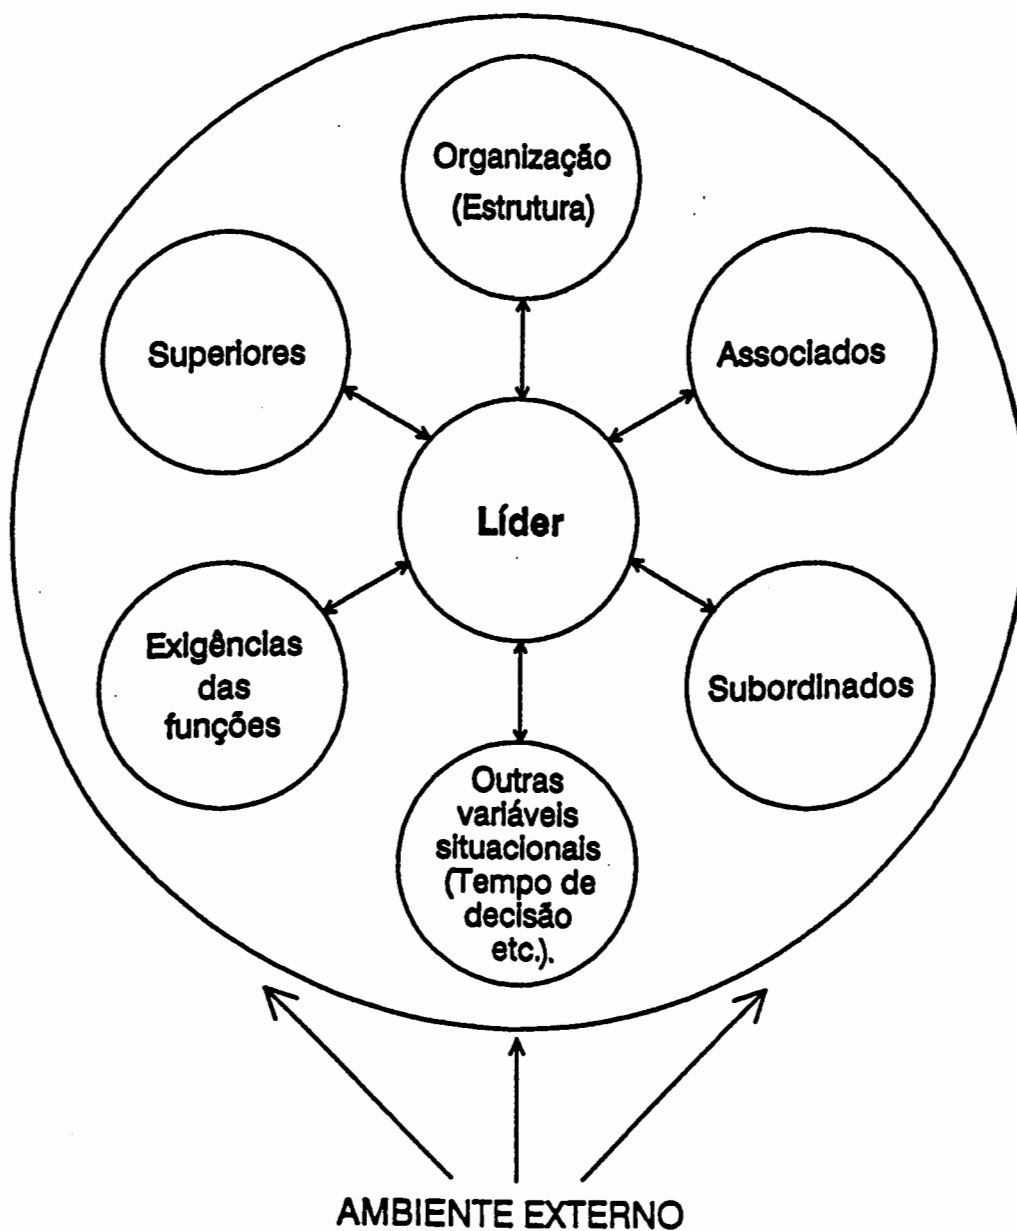 Organização
(Estrutura)
Superiores
Associados
Líder
Exigências
das
funções
Subordinados
Outras
variáveis
situacionais
(Tempo de
decisão
etc.).
AMBIENTE EXTERNO